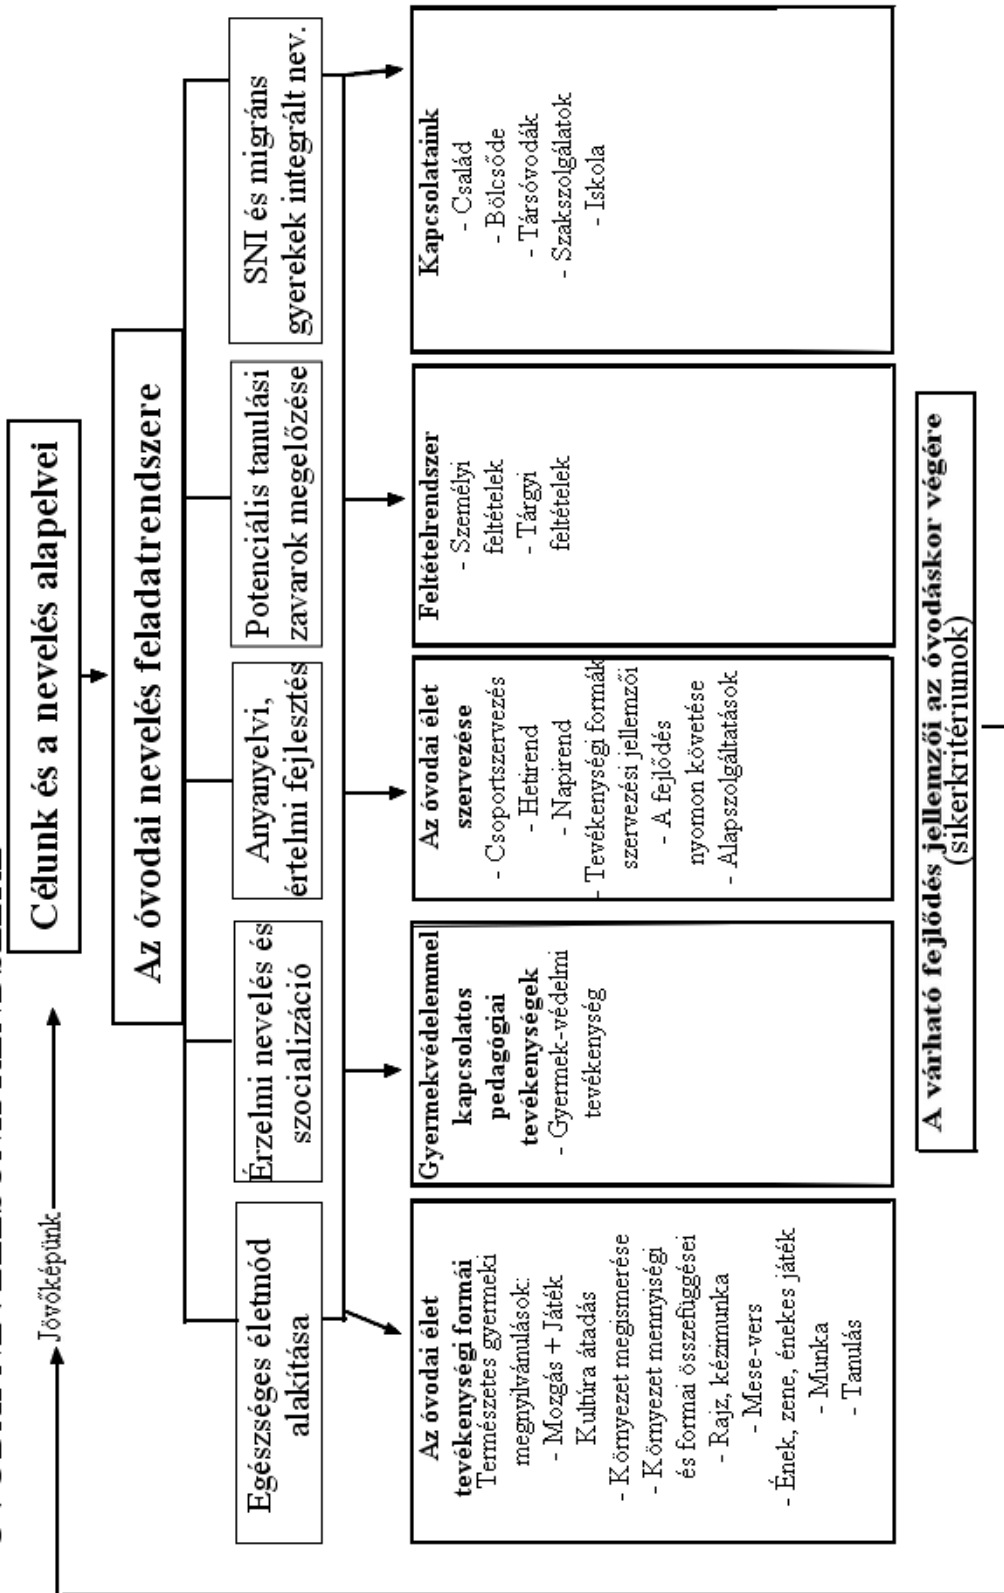 Jövőképünk
Célunk és a nevelés alapelvei
Az óvodai nevelés feladatrendszere
Egészséges életmód
alakítása
Érzelmi nevelés és
szocializáció
Anyanyelvi,
értelmi fejlesztés
Potenciális tanulási
zavarok megelőzése
SNI és migráns
gyerekek integrált nev.
Az óvodai élet
tevékenységi formái
Természetes gyermeki
megnyilvánulások:
- Mozgás + Játék
Kultúra átadás
- Környezet megismerése
- Környezet mennyiségi
és formai összefüggései
- Rajz, kézimunka
- Mese-vers
- Ének, zene, énekes játék
- Munka
- Tanulás
Gyermekvédelemmel
kapcsolatos
pedagógiai
tevékenységek
- Gyermek-védelmi
tevékenység
Az óvodai élet
szervezése
- Csoportszervezés
- Hetirend
- Napirend
- Tevékenységi formák
szervezési jellemzői
- A fejlődés
nyomon követése
- Alapszolgáltatások
Feltételrendszer
- Személyi
feltételek
- Tárgyi
feltételek
Kapcsolataink
- Család
- Bölcsőde
- Társóvodák
- Szakszolgálatok
- Iskola
A várható fejlődés jellemzői az óvodáskor végére
(sikerkritériumok)